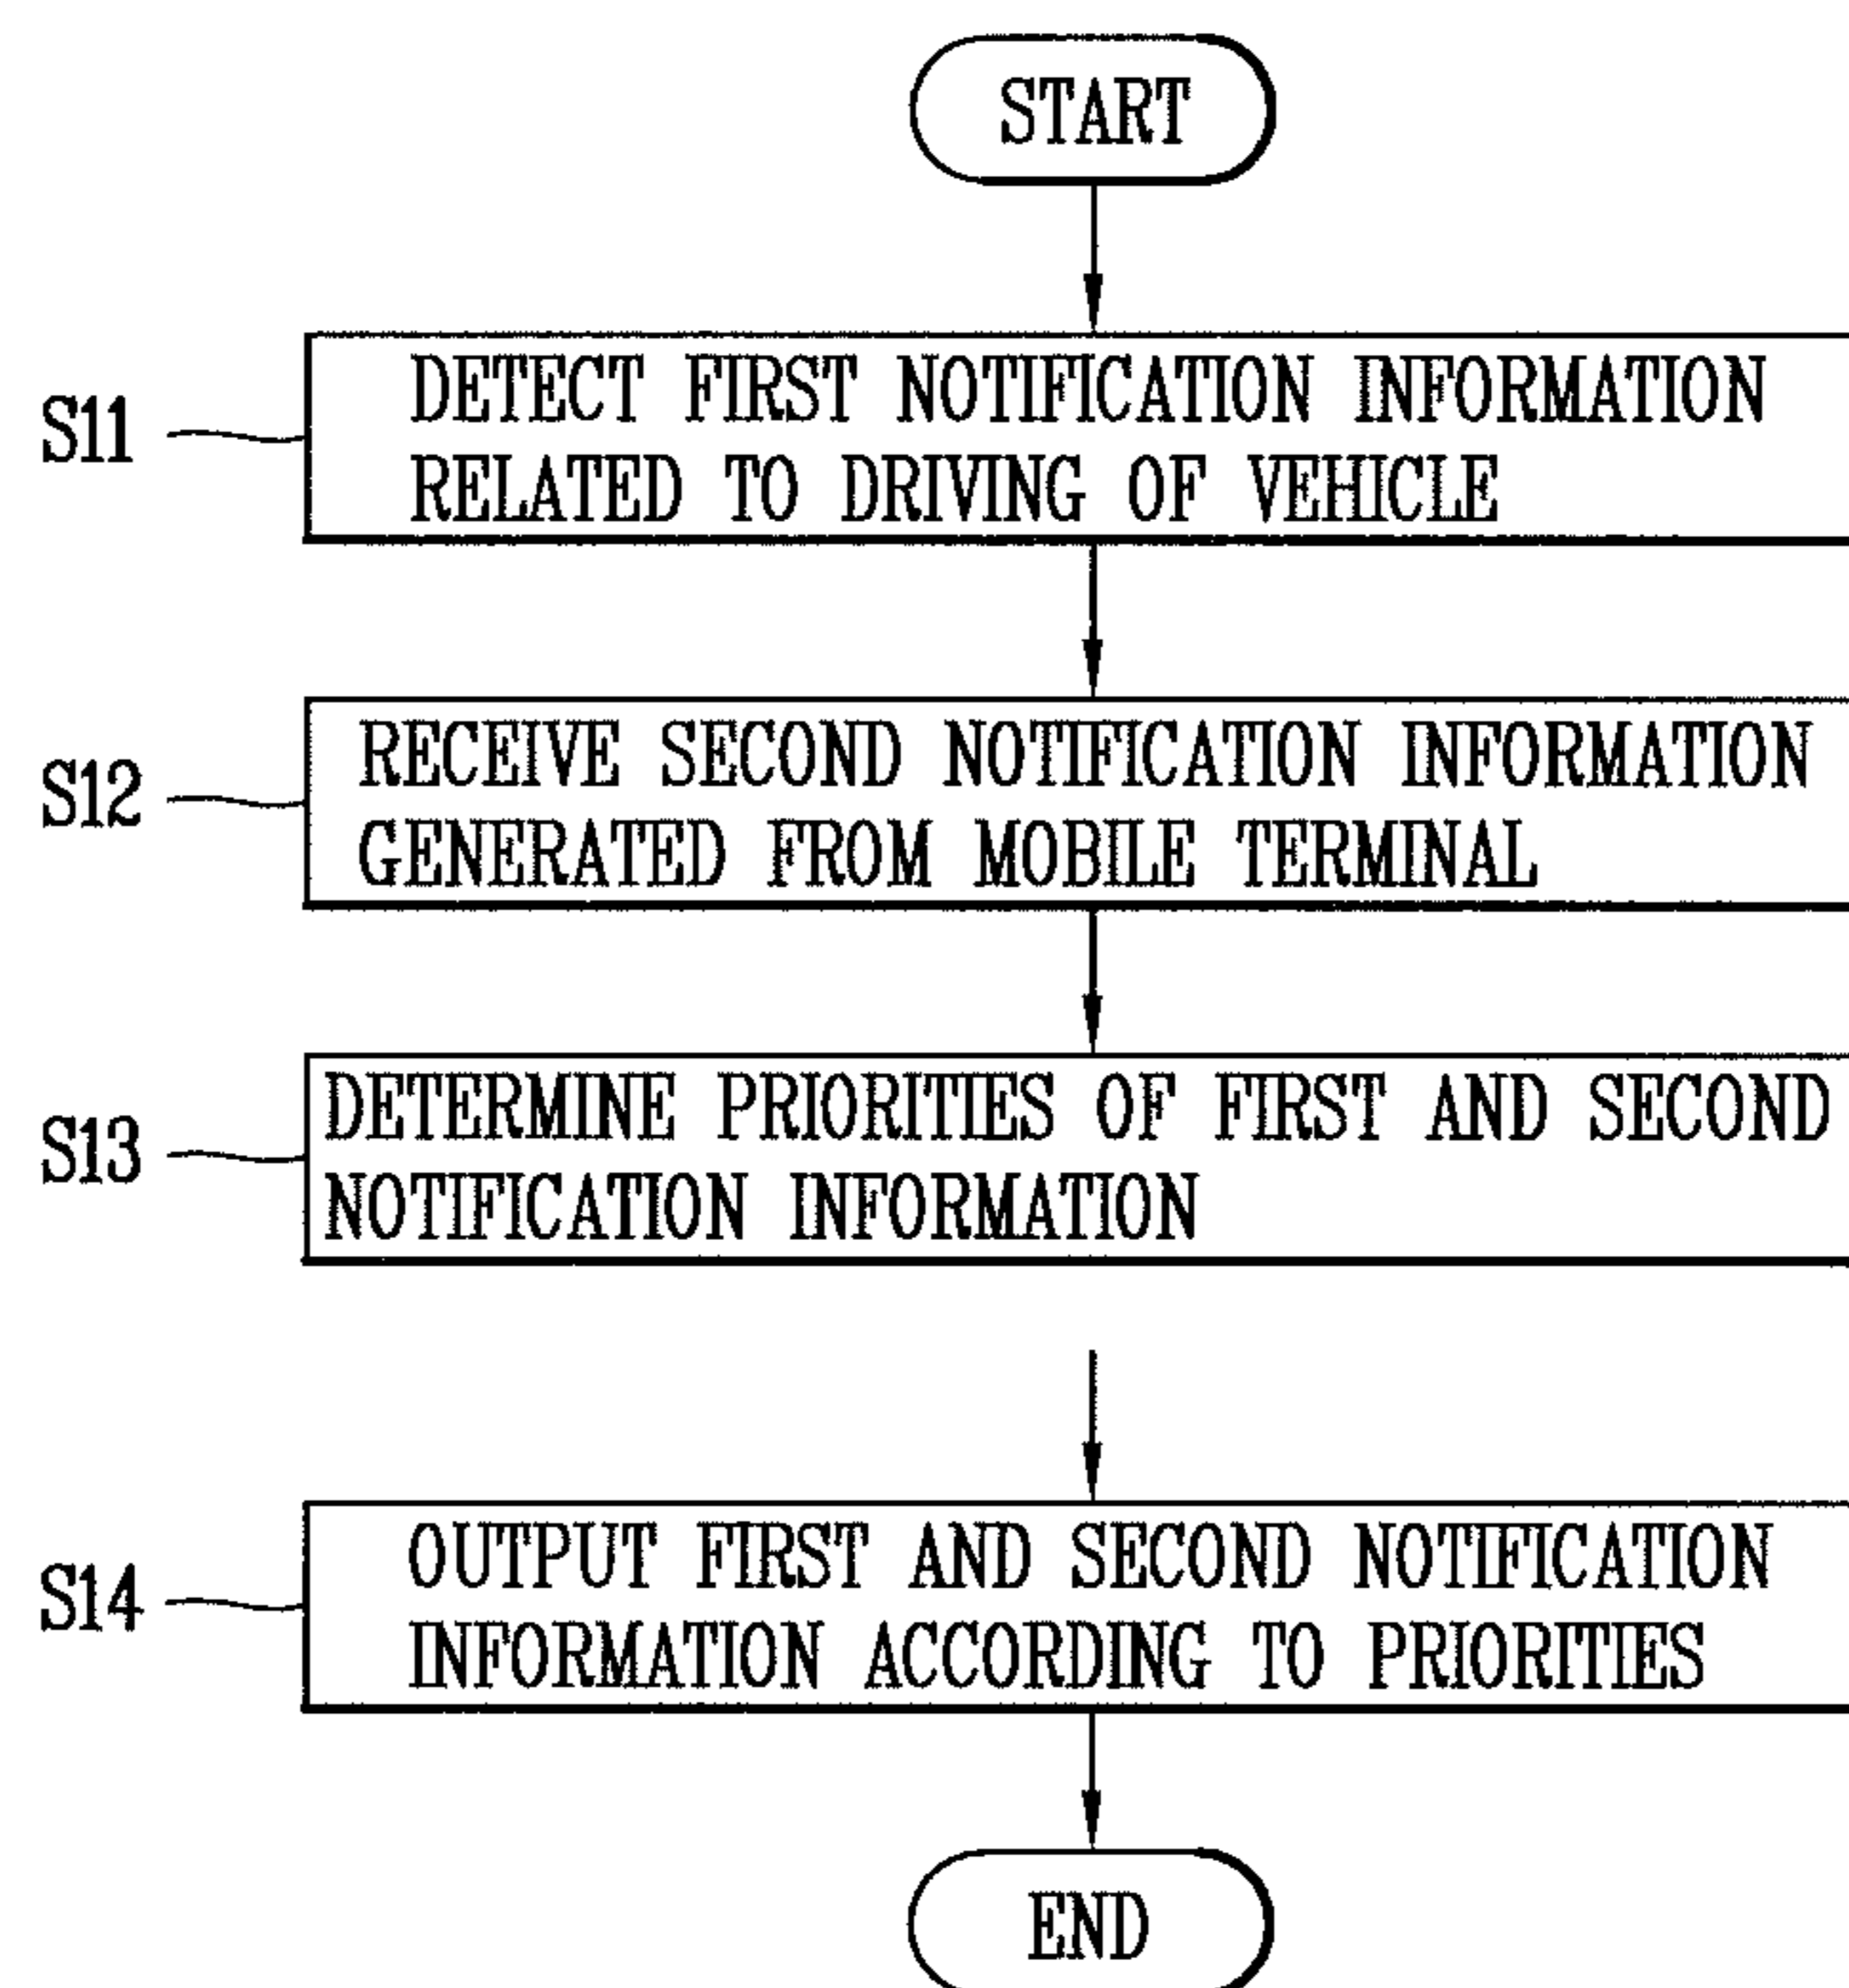 START
S11
DETECT FIRST NOTIFICATION INFORMATION
RELATED TO DRIVING OF VEHICLE
S12
RECEIVE SECOND NOTIFICATION INFORMATION
GENERATED FROM MOBILE TERMINAL
S13
DETERMINE PRIORITIES OF FIRST AND SECOND
NOTIFICATION INFORMATION
S14
OUTPUT FIRST AND SECOND NOTIFICATION
INFORMATION ACCORDING TO PRIORITIES
END